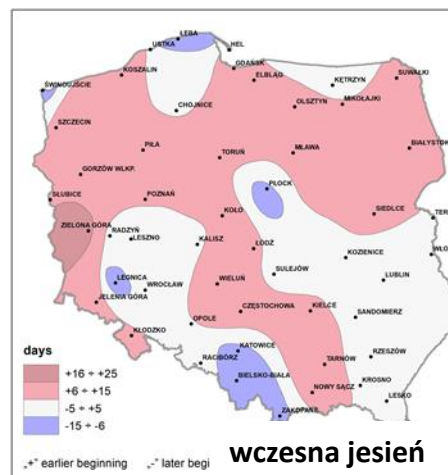 ŁEBA
USTKA
HEL
GDAŃSK
KOSZALIN
ELBLĄG
KĘTRZYN
SUWAŁKI
ŚWINOUJŚCIE
CHOJNICE
OLSZTYN
MIKOŁAJKI
SZCZECIN
PIŁA
TORUŃ
MŁAWA
BIAŁYSTOK
GORZÓW WLKP.
PŁOCK
SŁUBICE
POZNAŃ
SIEDLCE
TER
KOŁO
ZIELONA GÓRA
RADZYŃ
LESZNO
KALISZ
ŁÓDŹ
KOZIENICE
WŁO
SULEJÓW
LEGNICA
WROCŁAW
WIELUŃ
LUBLIN
JELENIA GÓRA
CZĘSTOCHOWA
KIELCE
SANDOMIERZ
OPOLE
KŁODZKO
KATOWICE
RACIBÓRZ
BIELSKO-BIAŁA
TARNÓW
RZESZÓW
NOWY SĄCZ
KROSNO
LESKO
ZAKOPANE
days
+16 ÷ +25
+6 ÷ +15
-5 ÷ +5
-15 ÷ -6
„+” earlier beginning „-” later begi
wczesna jesień